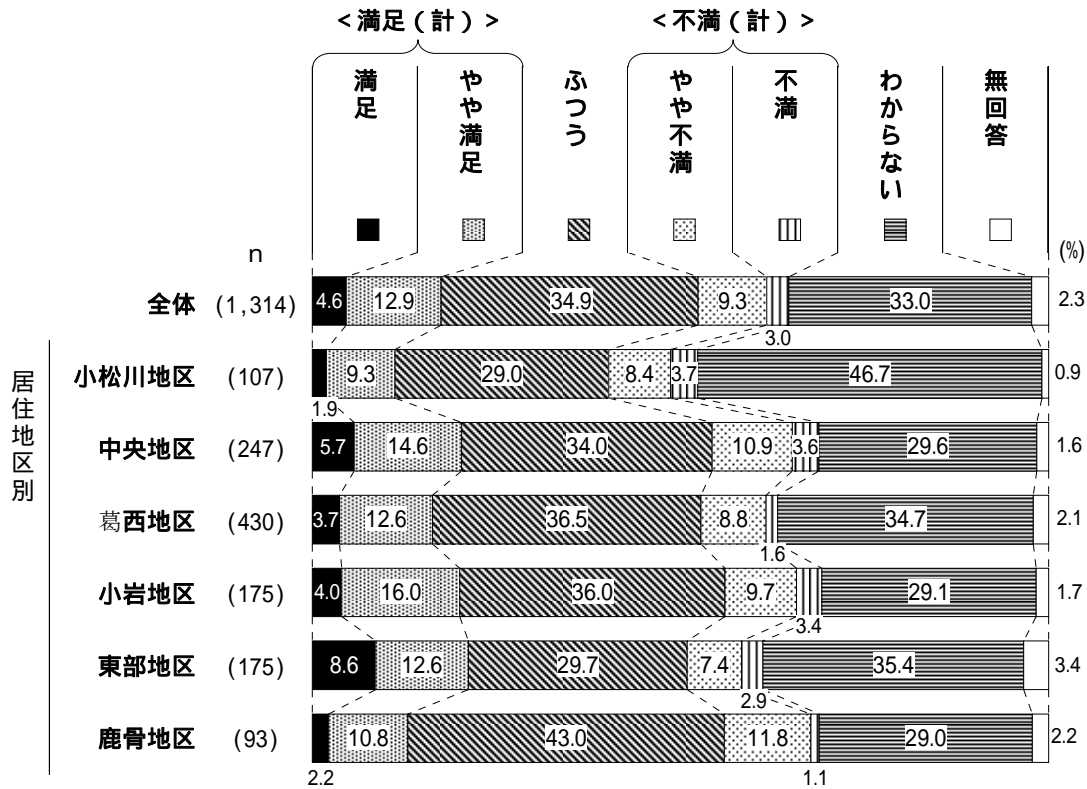 ＜満足（計）＞ ＜不満（計）＞
満足 やや満足 ふつう やや不満 不満 わからない 無回答
n (%)
全体 (1,314) 4.6 12.9 34.9 9.3 3.0 33.0 2.3
居住地区別
小松川地区 (107) 1.9 9.3 29.0 8.4 3.7 46.7 0.9
中央地区 (247) 5.7 14.6 34.0 10.9 3.6 29.6 1.6
葛西地区 (430) 3.7 12.6 36.5 8.8 1.6 34.7 2.1
小岩地区 (175) 4.0 16.0 36.0 9.7 3.4 29.1 1.7
東部地区 (175) 8.6 12.6 29.7 7.4 2.9 35.4 3.4
鹿骨地区 (93) 2.2 10.8 43.0 11.8 1.1 29.0 2.2